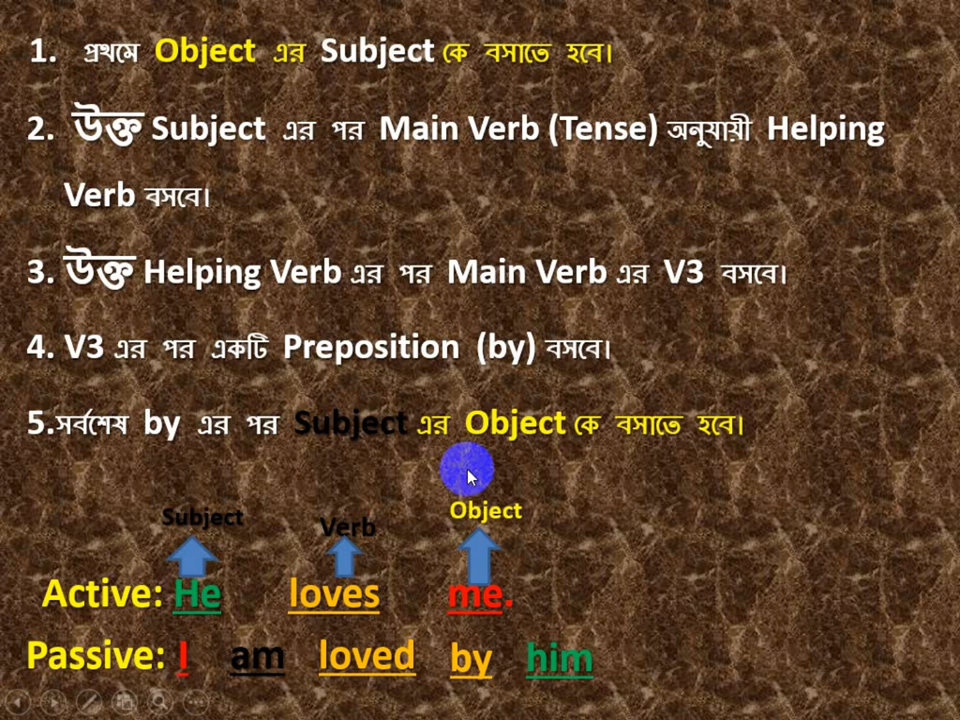 1. প্রথমে Object এর Subject কে বসাতে হবে।
2. উক্ত Subject এর পর Main Verb (Tense) অনুযায়ী Helping
Verb বসবে।
3. উক্ত Helping Verb এর পর Main Verb এর V3 বসবে।
4. V3 এর পর একটি Preposition (by) বসবে।
5.সর্বশেষ by এর পর Subject এর Object কে বসাতে হবে।
Subject Verb Object
Active: He loves me.
Passive: I am loved by him